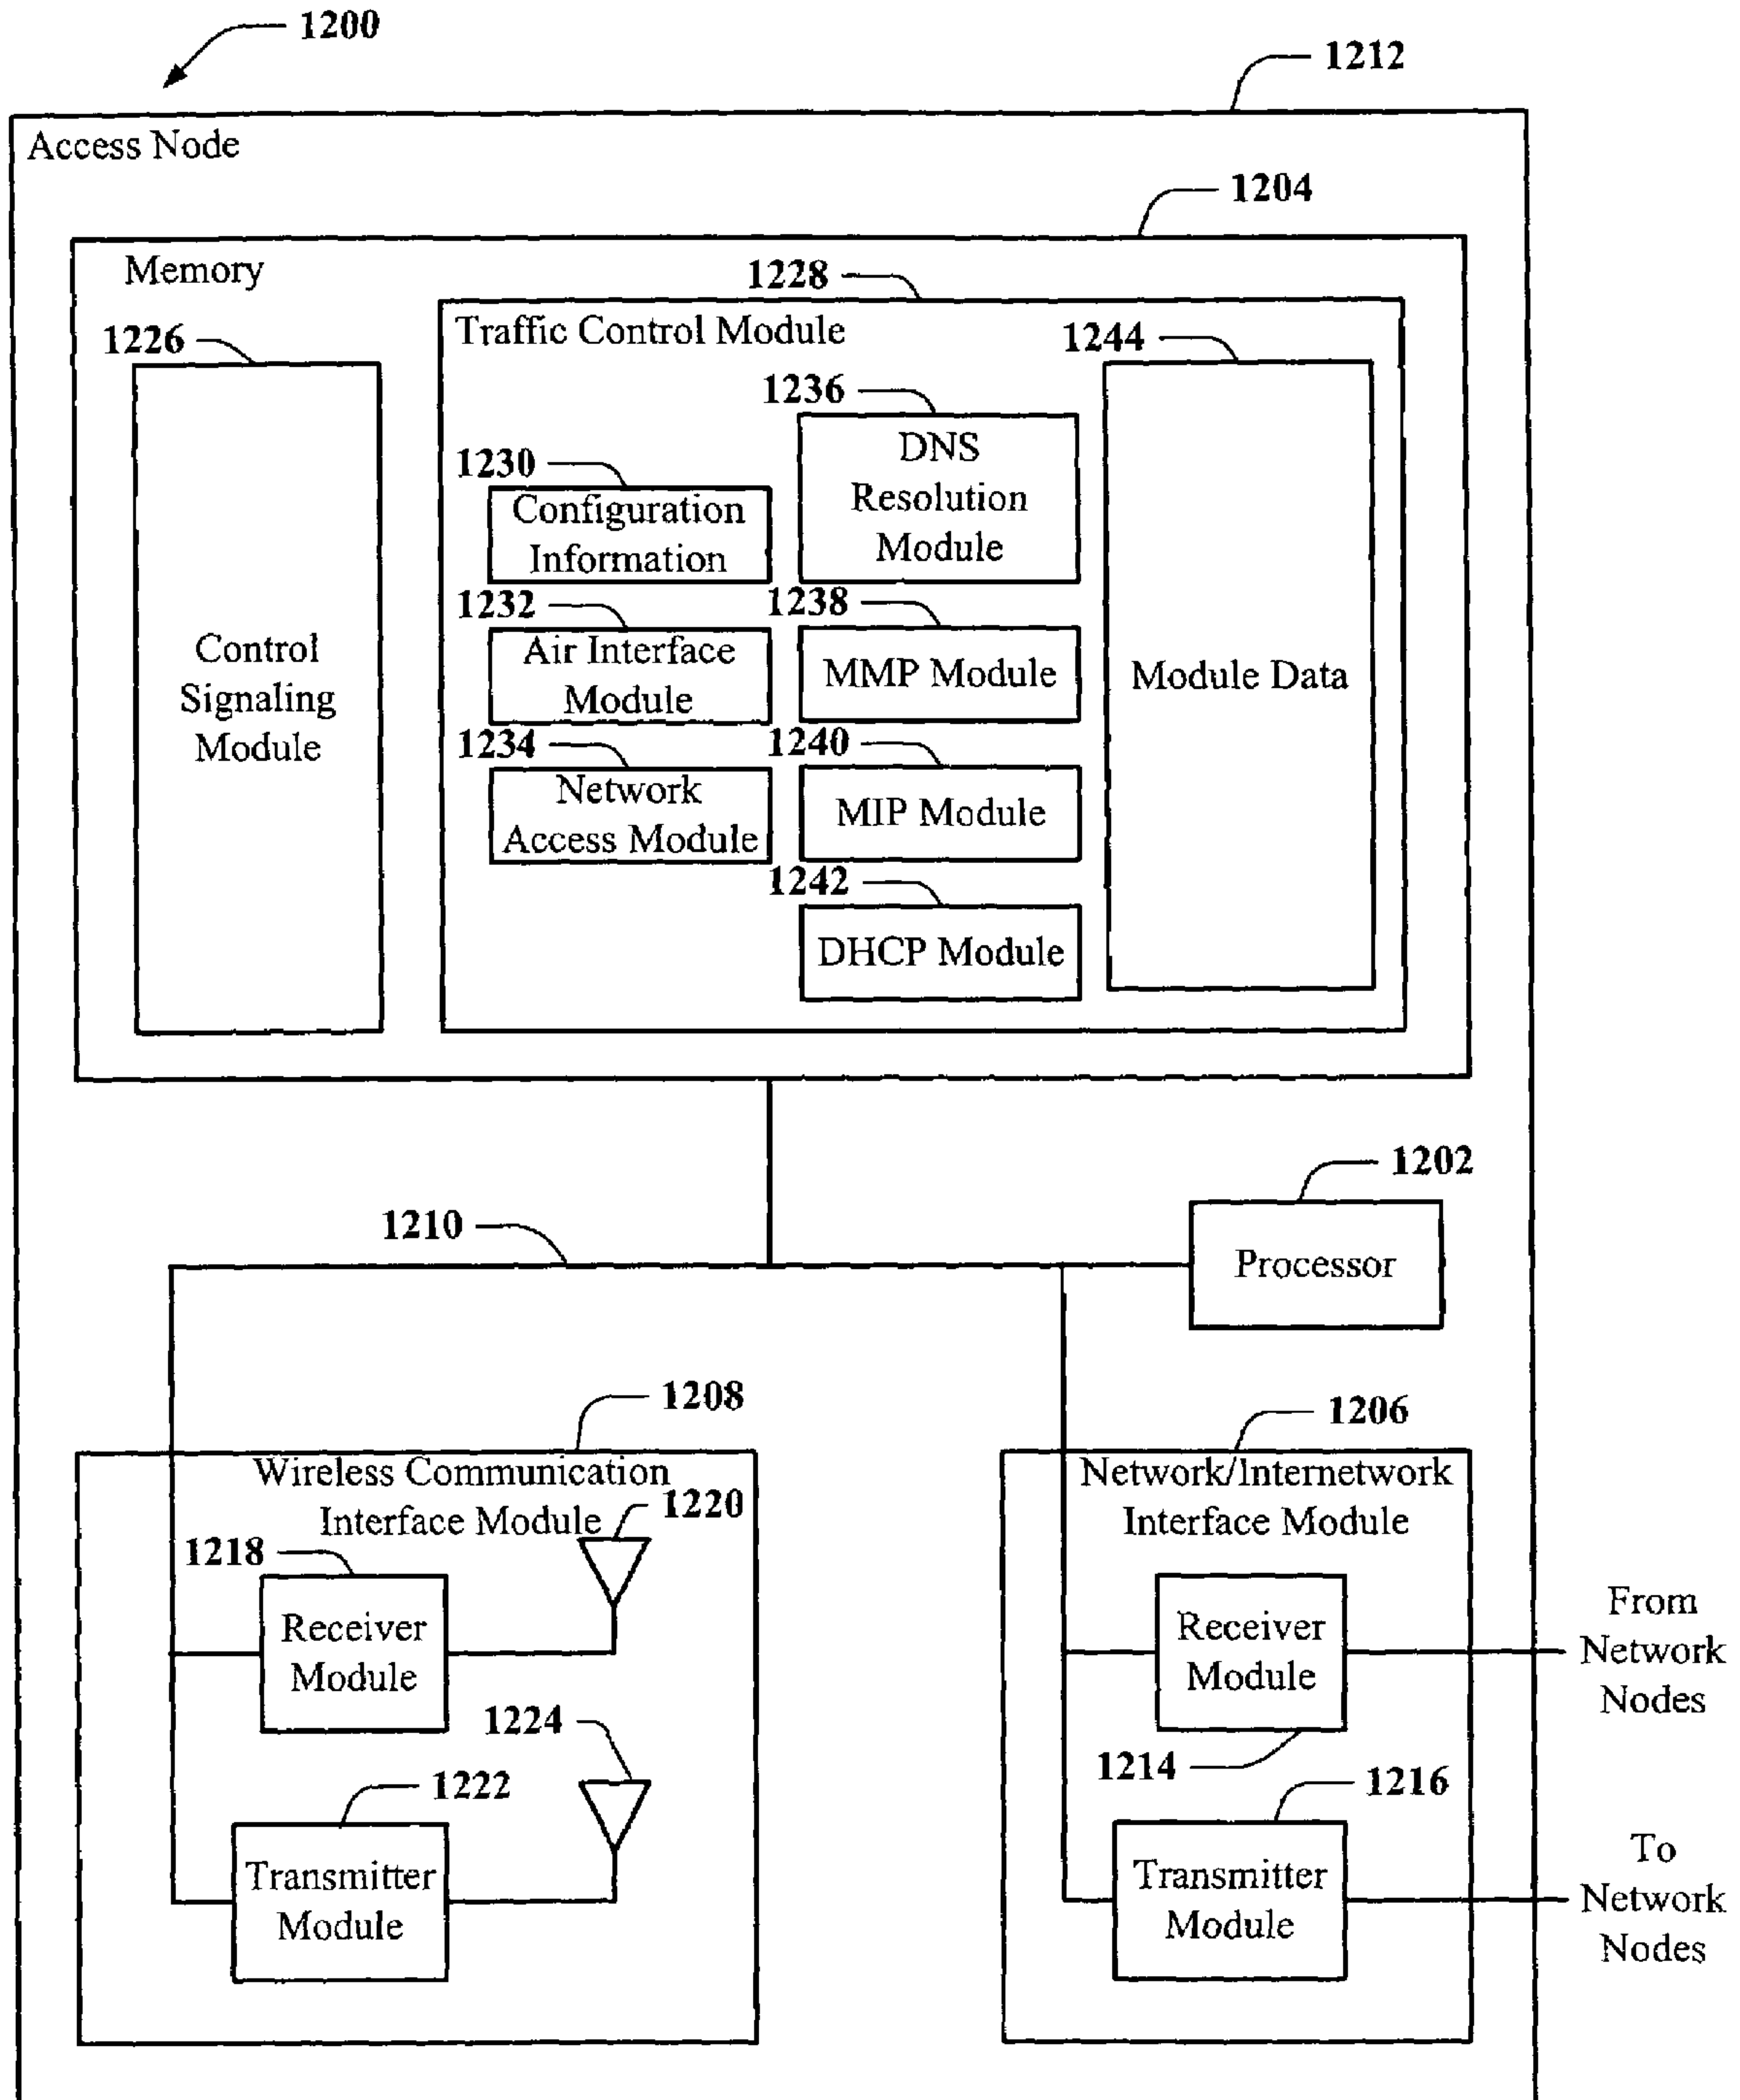 1200
1212
Access Node
1204
Memory
1228
1226
Traffic Control Module
1244
1236
DNS
Resolution
Module
1230
Configuration
Information
1232
Air Interface
Module
1238
MMP Module
Control
Signaling
Module
Module Data
1234
Network
Access Module
1240
MIP Module
1242
DHCP Module
1202
Processor
1210
1208
Wireless Communication
Interface Module
1220
1218
Receiver
Module
1224
1222
Transmitter
Module
1206
Network/Internetwork
Interface Module
Receiver
Module
1214
1216
Transmitter
Module
From
Network
Nodes
To
Network
Nodes